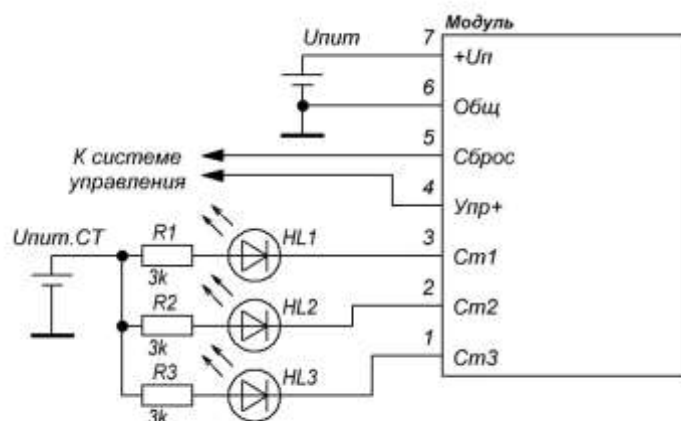 Модуль
Uпит
7
+Uп
6
Общ
5
Сброс
К системе
управления
4
Упр+
Uпит.СТ
R1
HL1
3
Ст1
3k
R2
HL2
2
Ст2
3k
R3
HL3
1
Ст3
3k